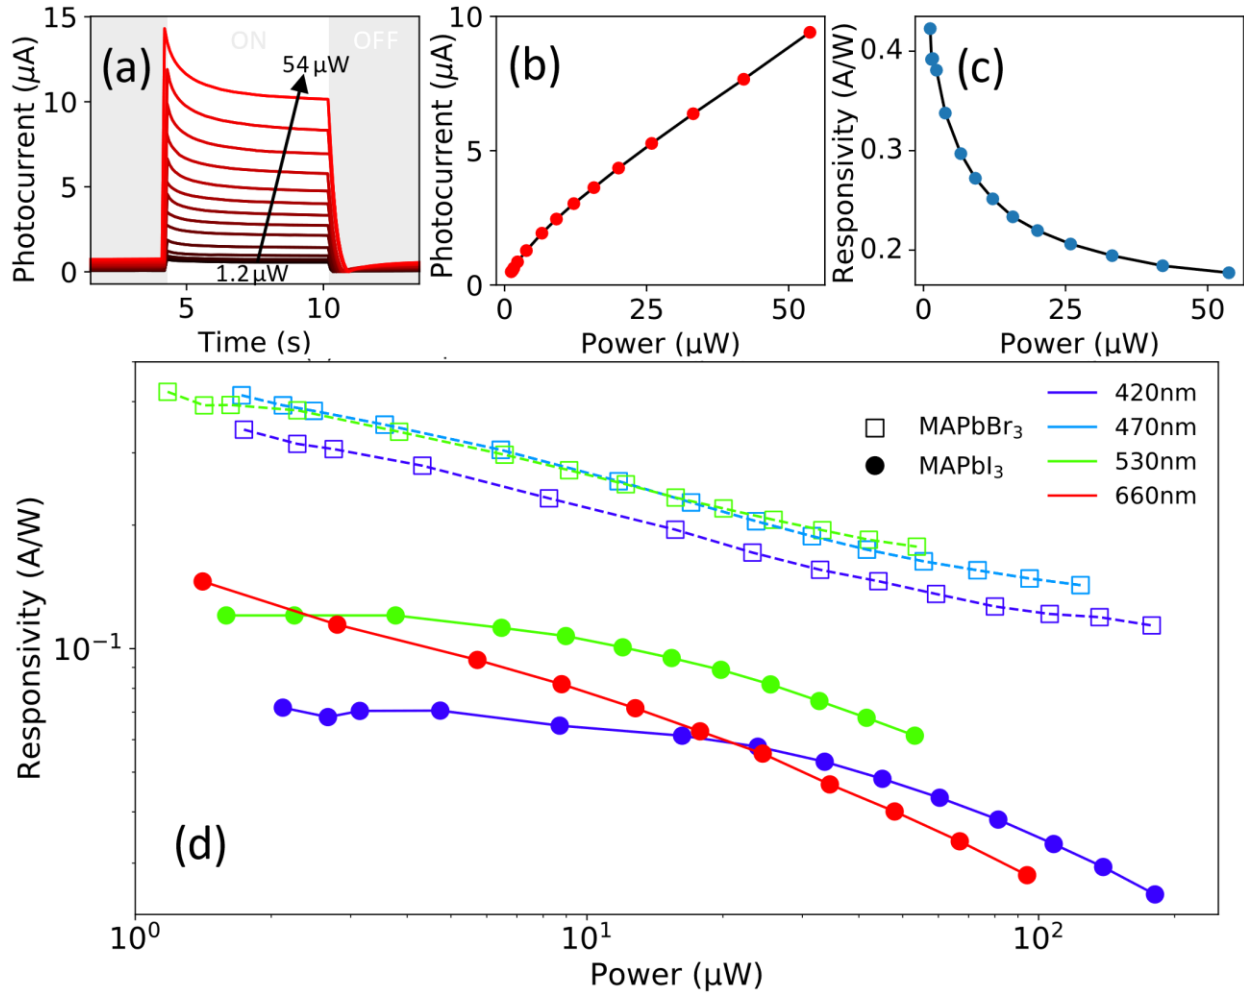 15
10
5
0
Photocurrent (μA)
(a)
ON
OFF
54 μW
1.2 μW
5
10
Time (s)
10
5
0
Photocurrent (μA)
(b)
0
25
50
Power (μW)
0.4
0.3
0.2
Responsivity (A/W)
(c)
0
25
50
Power (μW)
Responsivity (A/W)
10⁻¹
(d)
MAPbBr₃
MAPbI₃
420nm
470nm
530nm
660nm
10⁰
10¹
10²
Power (μW)